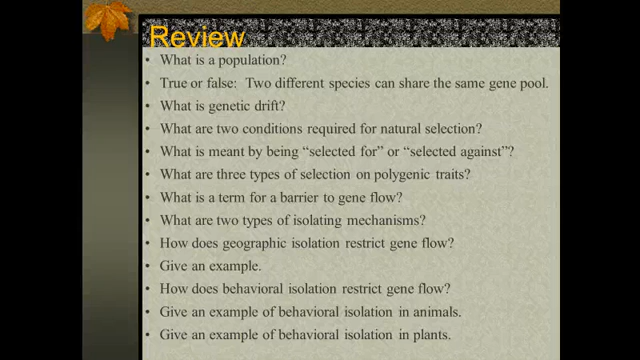 Review
• What is a population?
• True or false: Two different species can share the same gene pool.
• What is genetic drift?
• What are two conditions required for natural selection?
• What is meant by being “selected for” or “selected against”?
• What are three types of selection on polygenic traits?
• What is a term for a barrier to gene flow?
• What are two types of isolating mechanisms?
• How does geographic isolation restrict gene flow?
• Give an example.
• How does behavioral isolation restrict gene flow?
• Give an example of behavioral isolation in animals.
• Give an example of behavioral isolation in plants.